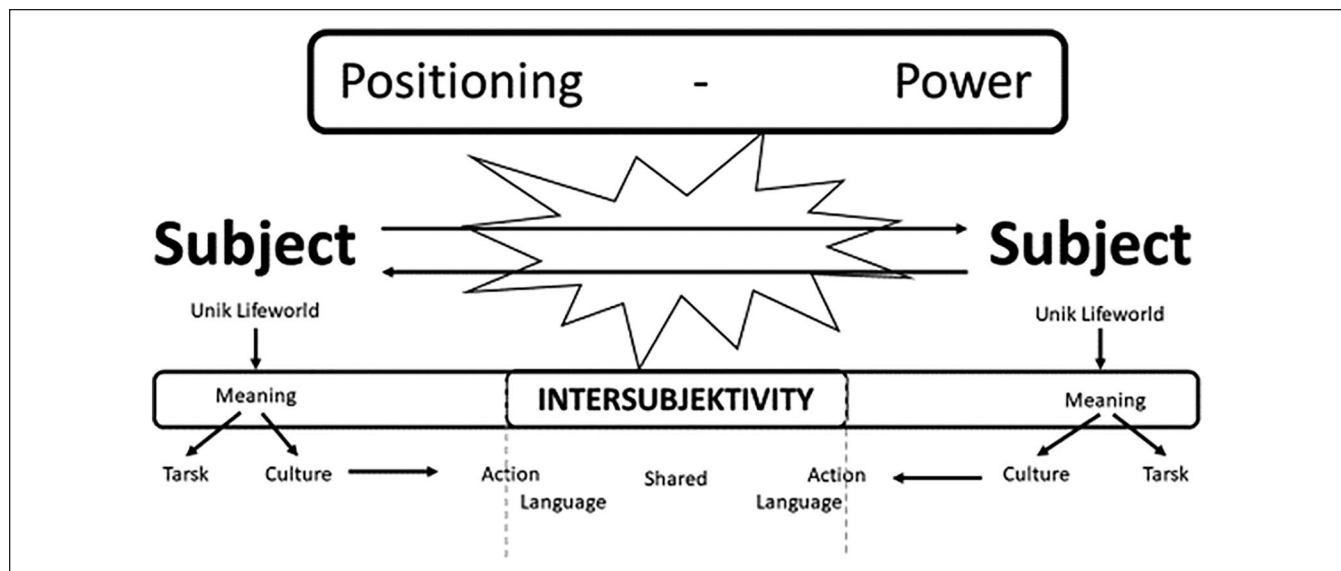 Positioning - Power
Subject Subject
Unik Lifeworld Unik Lifeworld
Meaning INTERSUBJEKTIVITY Meaning
Tarsk Culture Action Shared Action Culture Tarsk
Language Language